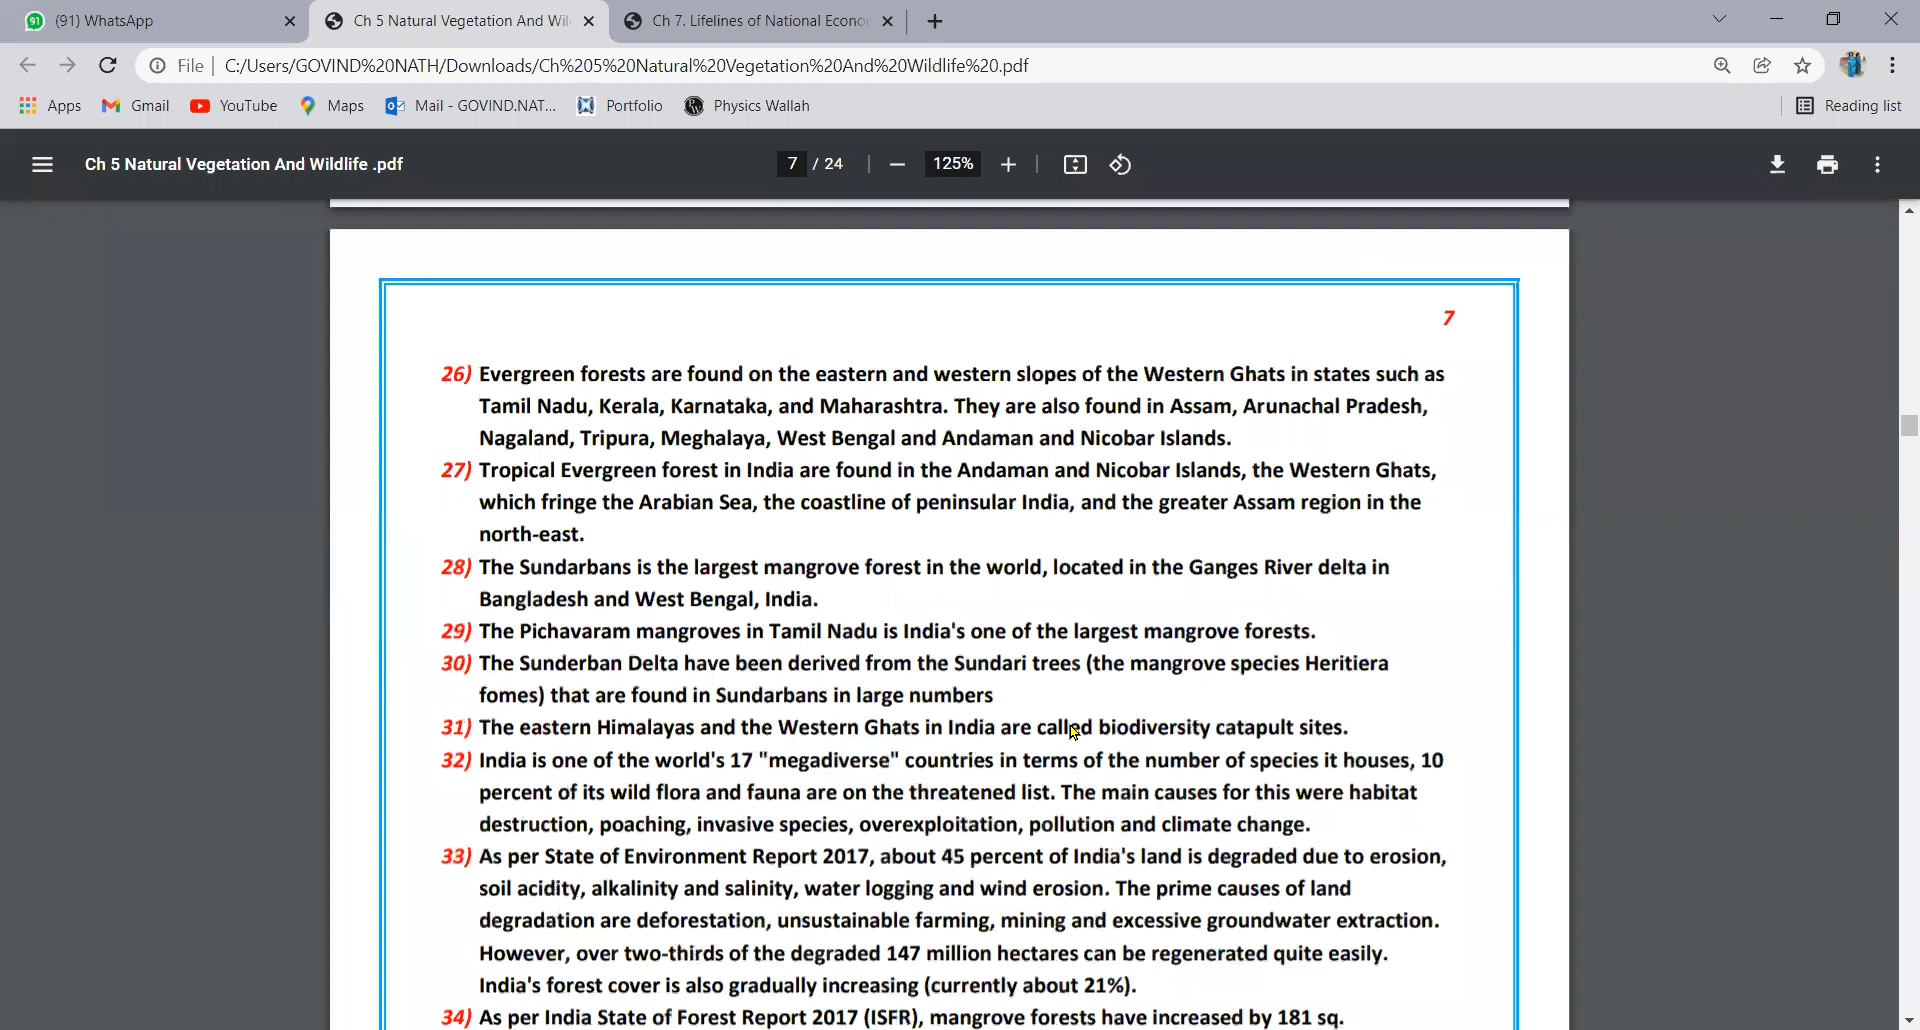 (91) WhatsApp
Ch 5 Natural Vegetation And Wil
Ch 7. Lifelines of National Econo
File
C:/Users/GOVIND%20NATH/Downloads/Ch%205%20Natural%20Vegetation%20And%20Wildlife%20.pdf
Apps
Gmail
YouTube
Maps
Mail - GOVIND.NAT...
Portfolio
Physics Wallah
Reading list
Ch 5 Natural Vegetation And Wildlife .pdf
7 / 24
125%
7
26) Evergreen forests are found on the eastern and western slopes of the Western Ghats in states such as
Tamil Nadu, Kerala, Karnataka, and Maharashtra. They are also found in Assam, Arunachal Pradesh,
Nagaland, Tripura, Meghalaya, West Bengal and Andaman and Nicobar Islands.
27) Tropical Evergreen forest in India are found in the Andaman and Nicobar Islands, the Western Ghats,
which fringe the Arabian Sea, the coastline of peninsular India, and the greater Assam region in the
north-east.
28) The Sundarbans is the largest mangrove forest in the world, located in the Ganges River delta in
Bangladesh and West Bengal, India.
29) The Pichavaram mangroves in Tamil Nadu is India's one of the largest mangrove forests.
30) The Sunderban Delta have been derived from the Sundari trees (the mangrove species Heritiera
fomes) that are found in Sundarbans in large numbers
31) The eastern Himalayas and the Western Ghats in India are called biodiversity catapult sites.
32) India is one of the world's 17 "megadiverse" countries in terms of the number of species it houses, 10
percent of its wild flora and fauna are on the threatened list. The main causes for this were habitat
destruction, poaching, invasive species, overexploitation, pollution and climate change.
33) As per State of Environment Report 2017, about 45 percent of India's land is degraded due to erosion,
soil acidity, alkalinity and salinity, water logging and wind erosion. The prime causes of land
degradation are deforestation, unsustainable farming, mining and excessive groundwater extraction.
However, over two-thirds of the degraded 147 million hectares can be regenerated quite easily.
India's forest cover is also gradually increasing (currently about 21%).
34) As per India State of Forest Report 2017 (ISFR), mangrove forests have increased by 181 sq.